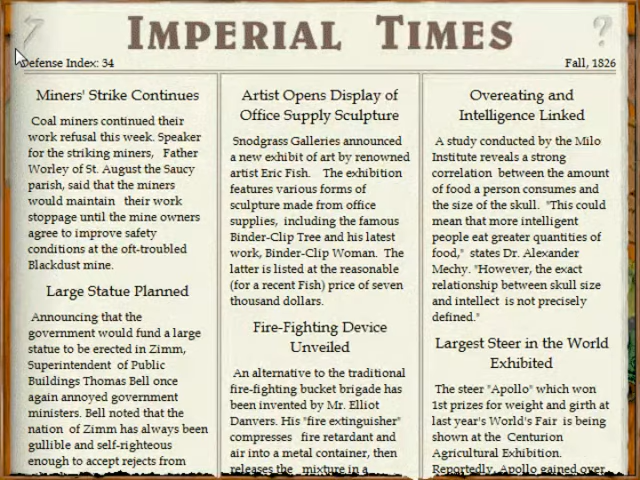 7
IMPERIAL TIMES
?
Defense Index: 34
Fall, 1826
Miners' Strike Continues
Coal miners continued their
work refusal this week. Speaker
for the striking miners, Father
Worley of St. August the Saucy
parish, said that the miners
would maintain their work
stoppage until the mine owners
agree to improve safety
conditions at the oft-troubled
Blackdust mine.
Large Statue Planned
Announcing that the
government would fund a large
statue to be erected in Zimm,
Superintendent of Public
Buildings Thomas Bell once
again annoyed government
ministers. Bell noted that the
nation of Zimm has always been
gullible and self-righteous
enough to accept rejects from
Artist Opens Display of
Office Supply Sculpture
Snodgrass Galleries announced
a new exhibit of art by renowned
artist Eric Fish. The exhibition
features various forms of
sculpture made from office
supplies, including the famous
Binder-Clip Tree and his latest
work, Binder-Clip Woman. The
latter is listed at the reasonable
(for a recent Fish) price of seven
thousand dollars.
Fire-Fighting Device
Unveiled
An alternative to the traditional
fire-fighting bucket brigade has
been invented by Mr. Elliot
Danvers. His "fire extinguisher"
compresses fire retardant and
air into a metal container, then
releases the mixture in a
Overeating and
Intelligence Linked
A study conducted by the Milo
Institute reveals a strong
correlation between the amount
of food a person consumes and
the size of the skull. "This could
mean that more intelligent
people eat greater quantities of
food," states Dr. Alexander
Mechy. "However, the exact
relationship between skull size
and intellect is not precisely
defined."
Largest Steer in the World
Exhibited
The steer "Apollo" which won
1st prizes for weight and girth at
last year's World's Fair is being
shown at the Centurion
Agricultural Exhibition.
Reportedly, Apollo gained over